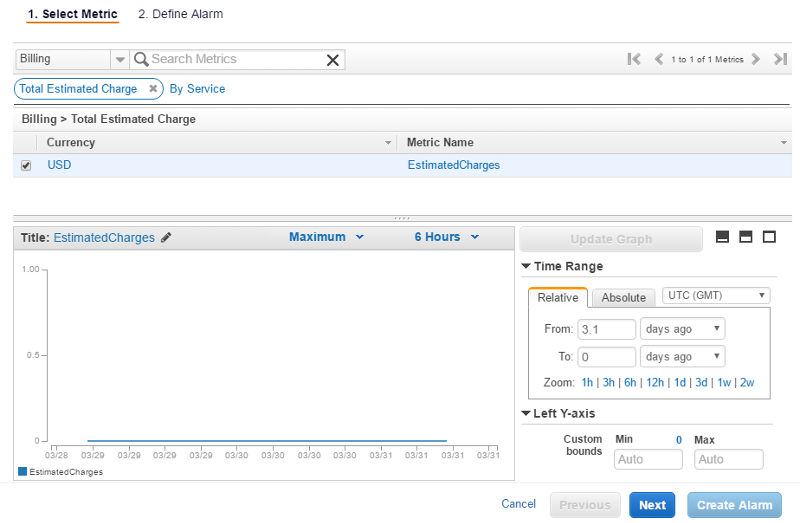 1. Select Metric 2. Define Alarm
Billing Search Metrics 1 to 1 of 1 Metrics
Total Estimated Charge By Service
Billing > Total Estimated Charge
Currency Metric Name
USD EstimatedCharges
Title: EstimatedCharges Maximum 6 Hours
Update Graph
Time Range
Relative Absolute UTC (GMT)
From: 3.1 days ago
To: 0 days ago
Zoom: 1h | 3h | 6h | 12h | 1d | 3d | 1w | 2w
Left Y-axis
Custom bounds Min 0 Max
Auto Auto
1.00
0.5
0
03/28 03/29 03/29 03/29 03/29 03/30 03/30 03/30 03/30 03/31 03/31 03/31 03/31
EstimatedCharges
Cancel Previous Next Create Alarm